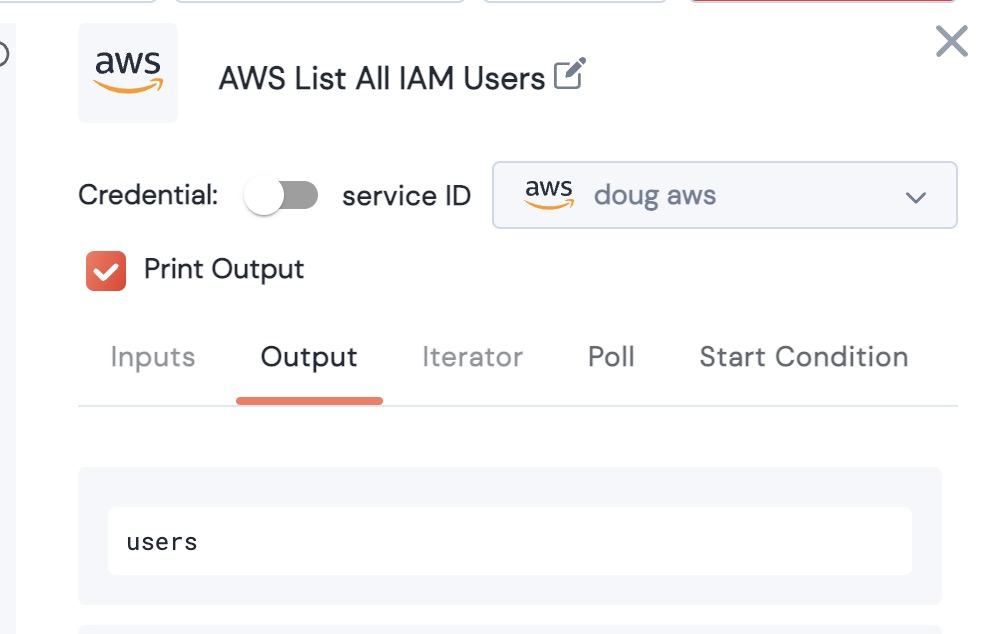 aws
AWS List All IAM Users
Credential: service ID aws doug aws
Print Output
Inputs Output Iterator Poll Start Condition
users